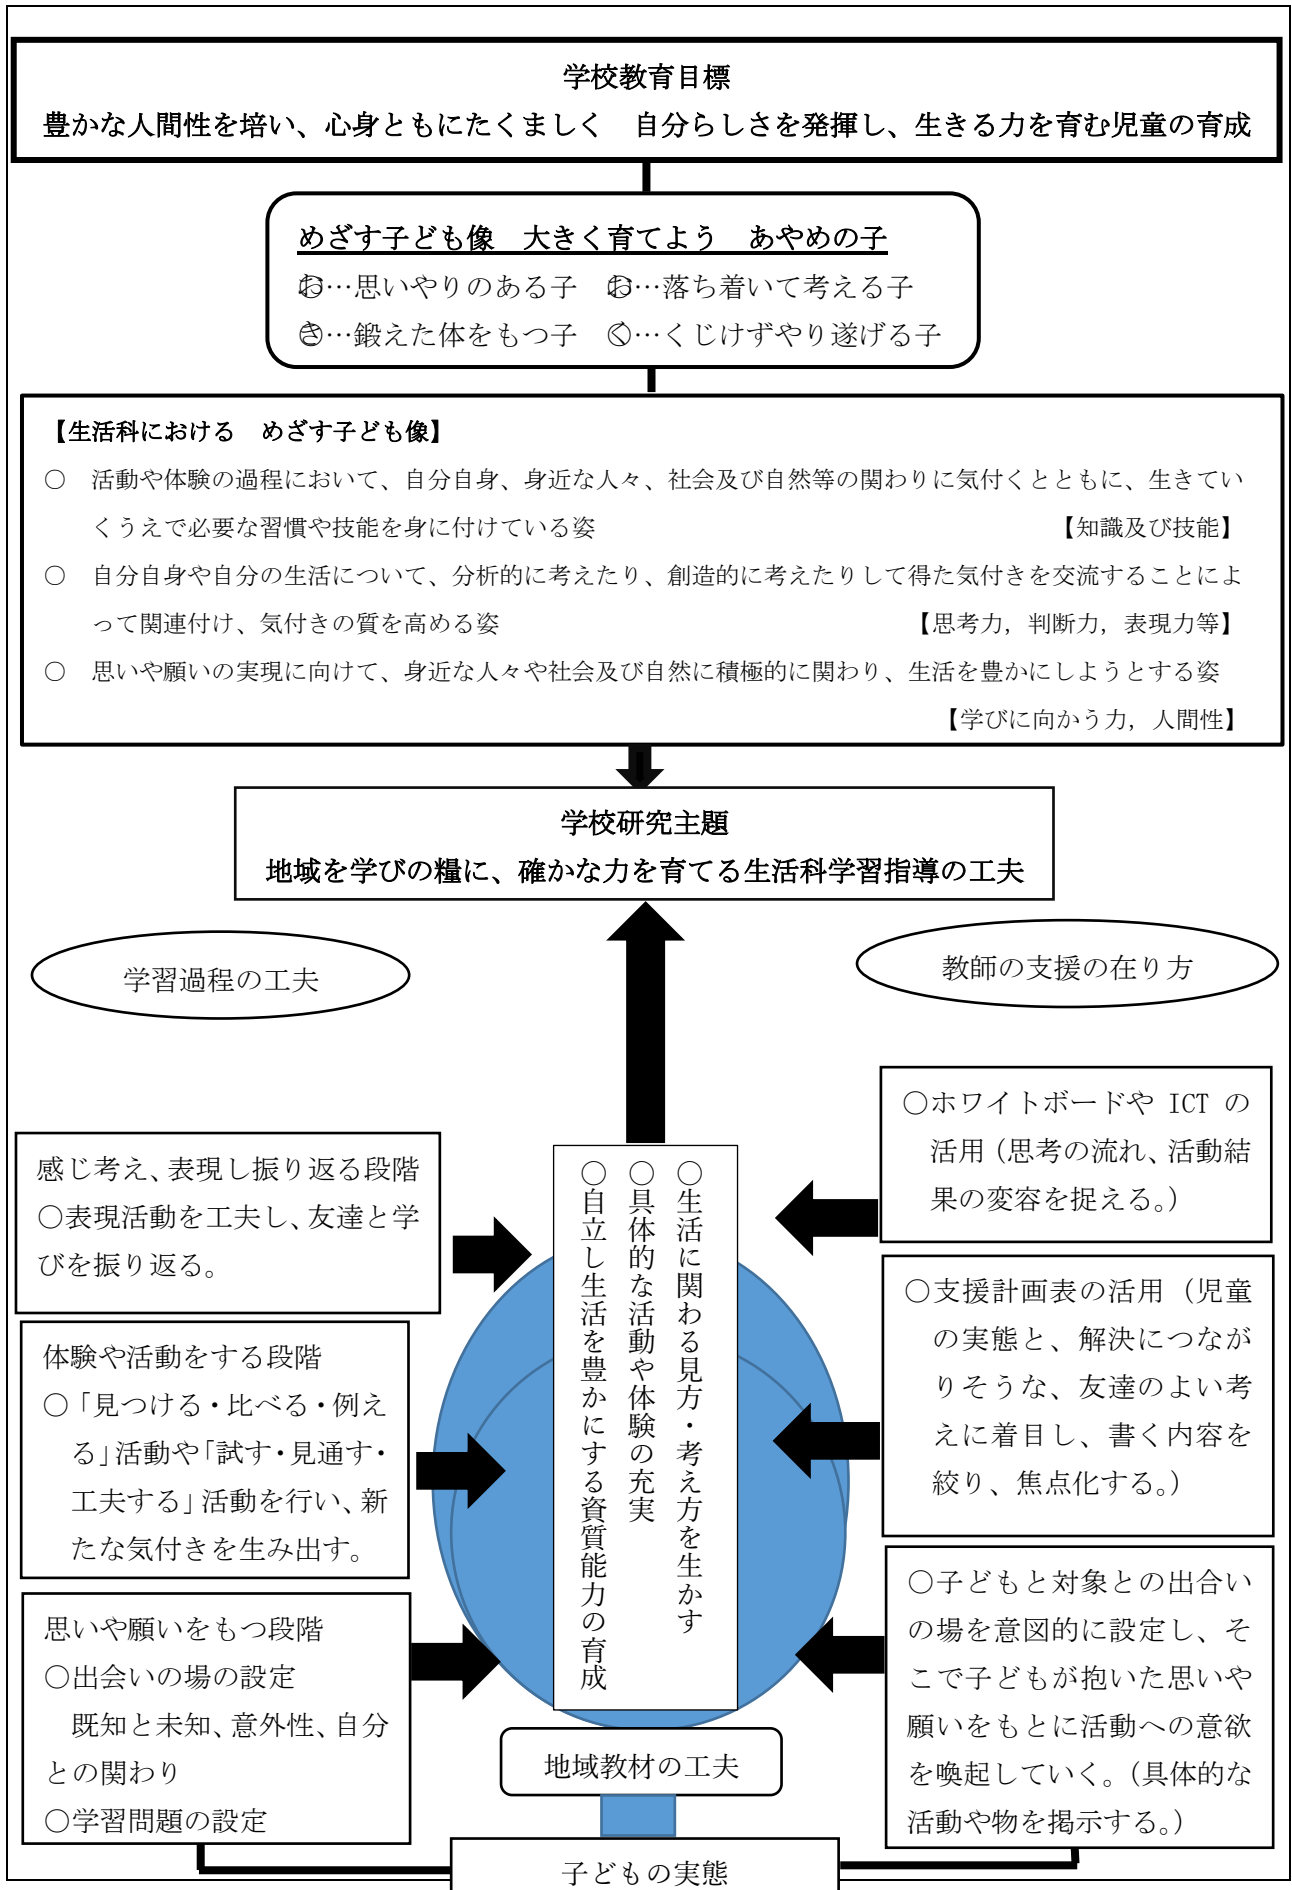 学校教育目標
豊かな人間性を培い、心身ともにたくましく　自分らしさを発揮し、生きる力を育む児童の育成
めざす子ども像　大きく育てよう　あやめの子
お…思いやりのある子　お…落ち着いて考える子
き…鍛えた体をもつ子　く…くじけずやり遂げる子
【生活科における　めざす子ども像】
○　活動や体験の過程において、自分自身、身近な人々、社会及び自然等の関わりに気付くとともに、生きてい
くうえで必要な習慣や技能を身に付けている姿　【知識及び技能】
○　自分自身や自分の生活について、分析的に考えたり、創造的に考えたりして得た気付きを交流することによ
って関連付け、気付きの質を高める姿　【思考力，判断力，表現力等】
○　思いや願いの実現に向けて、身近な人々や社会及び自然に積極的に関わり、生活を豊かにしようとする姿
【学びに向かう力，人間性】
学校研究主題
地域を学びの糧に、確かな力を育てる生活科学習指導の工夫
学習過程の工夫
教師の支援の在り方
感じ考え、表現し振り返る段階
○表現活動を工夫し、友達と学
びを振り返る。
体験や活動をする段階
○「見つける・比べる・例え
る」活動や「試す・見通す・
工夫する」活動を行い、新
たな気付きを生み出す。
思いや願いをもつ段階
○出会いの場の設定
既知と未知、意外性、自分
との関わり
○学習問題の設定
○生活に関わる見方・考え方を生かす
○具体的な活動や体験の充実
○自立し生活を豊かにする資質能力の育成
○ホワイトボードや ICT の
活用（思考の流れ、活動結
果の変容を捉える。）
○支援計画表の活用（児童
の実態と、解決につなが
りそうな、友達のよい考
えに着目し、書く内容を
絞り、焦点化する。）
○子どもと対象との出合い
の場を意図的に設定し、そ
こで子どもが抱いた思いや
願いをもとに活動への意欲
を喚起していく。（具体的な
活動や物を掲示する。）
地域教材の工夫
子どもの実態